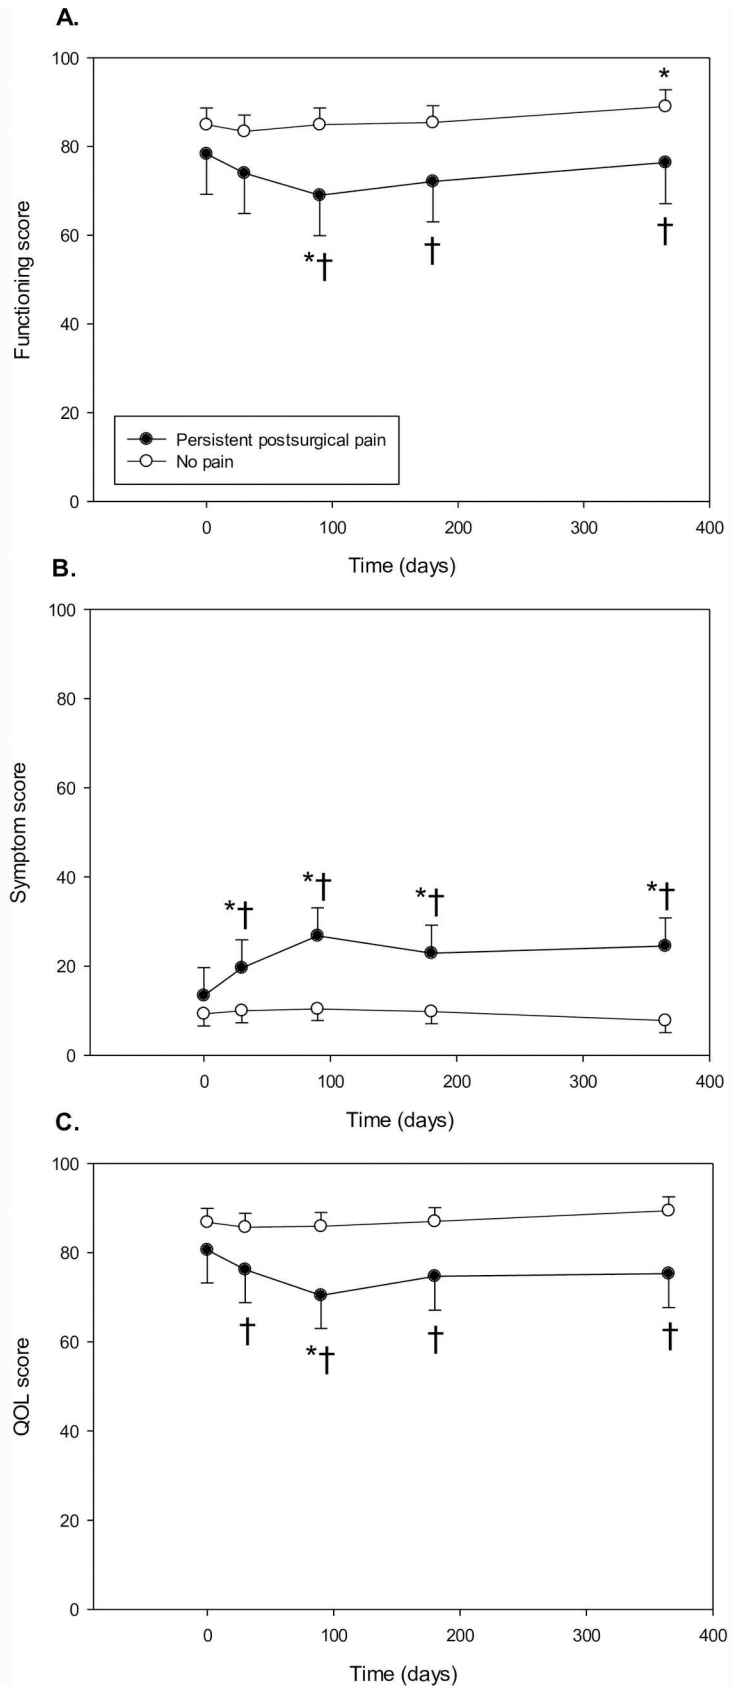 A.
100
80
60
40
20
0
Functioning score
*
*†
†
†
Persistent postsurgical pain
No pain
0 100 200 300 400
Time (days)
B.
100
80
60
40
20
0
Symptom score
*†
*†
*†
*†
0 100 200 300 400
Time (days)
C.
100
80
60
40
20
0
QOL score
†
*†
†
†
0 100 200 300 400
Time (days)